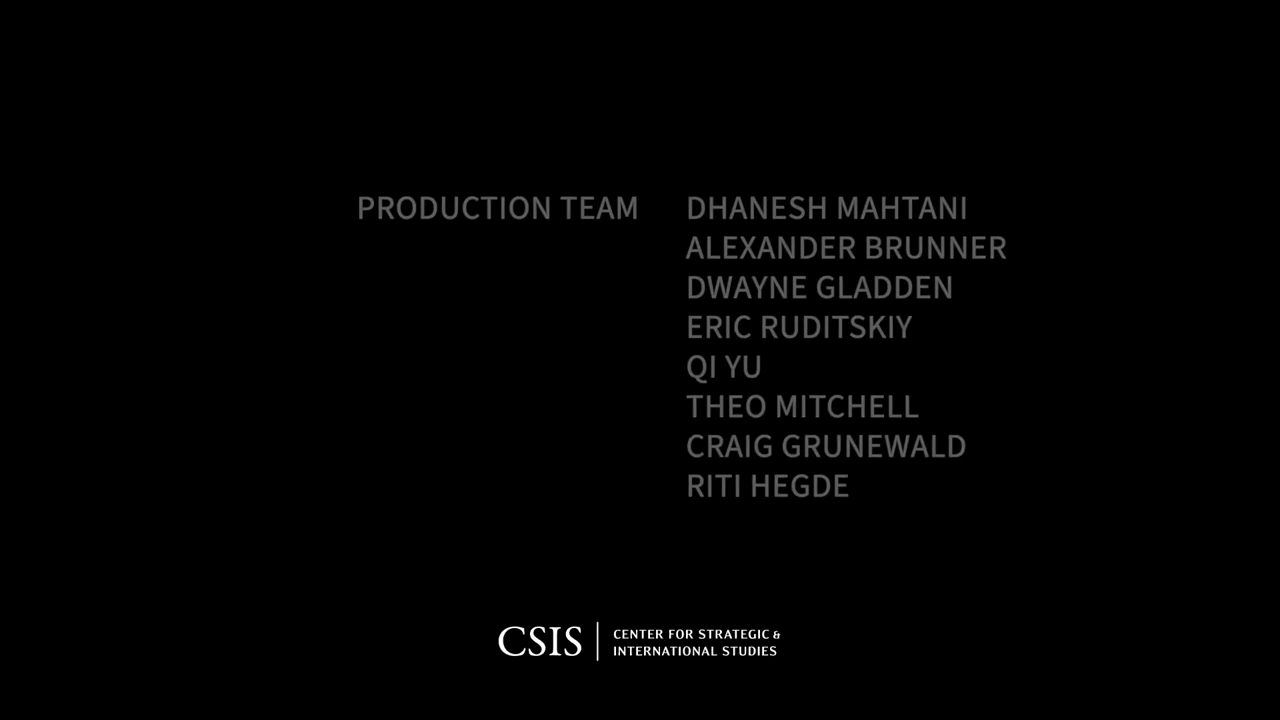 PRODUCTION TEAM DHANESH MAHTANI
ALEXANDER BRUNNER
DWAYNE GLADDEN
ERIC RUDITSKIY
QI YU
THEO MITCHELL
CRAIG GRUNEWALD
RITI HEGDE
CSIS CENTER FOR STRATEGIC &
INTERNATIONAL STUDIES